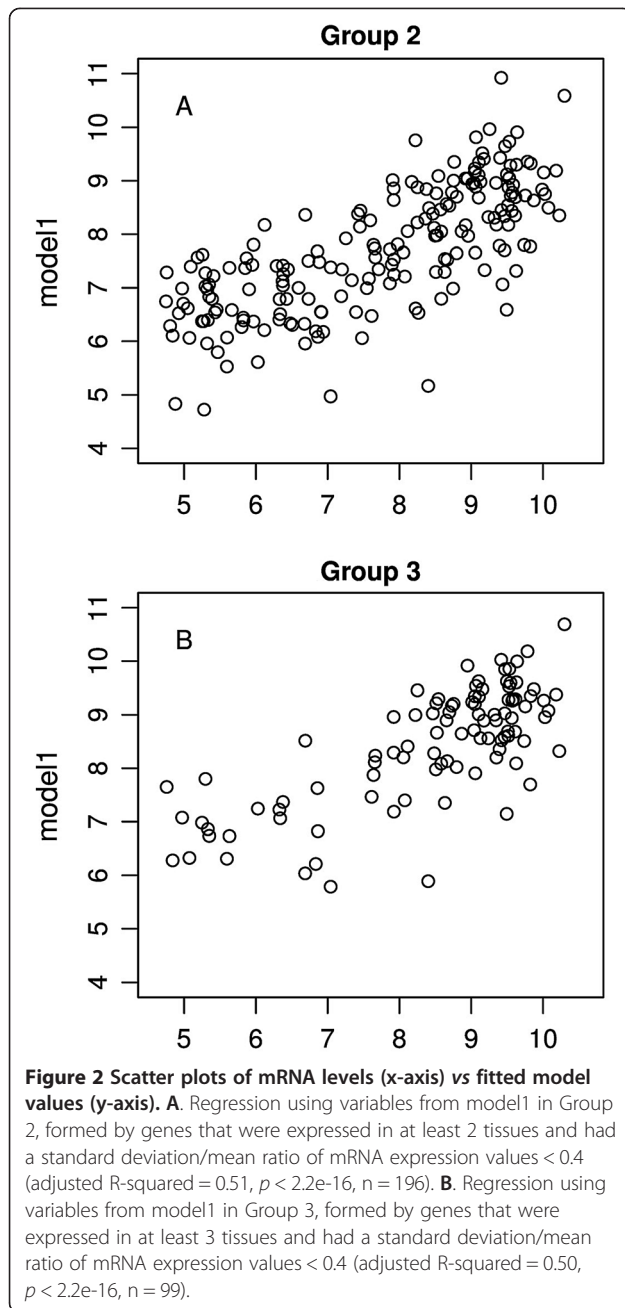 Group 2
A
model1
11
10
9
8
7
6
5
4
5 6 7 8 9 10
Group 3
B
model1
11
10
9
8
7
6
5
4
5 6 7 8 9 10
Figure 2 Scatter plots of mRNA levels (x-axis) vs fitted model
values (y-axis). A. Regression using variables from model1 in Group
2, formed by genes that were expressed in at least 2 tissues and had
a standard deviation/mean ratio of mRNA expression values < 0.4
(adjusted R-squared = 0.51, p < 2.2e-16, n = 196). B. Regression using
variables from model1 in Group 3, formed by genes that were
expressed in at least 3 tissues and had a standard deviation/mean
ratio of mRNA expression values < 0.4 (adjusted R-squared = 0.50,
p < 2.2e-16, n = 99).